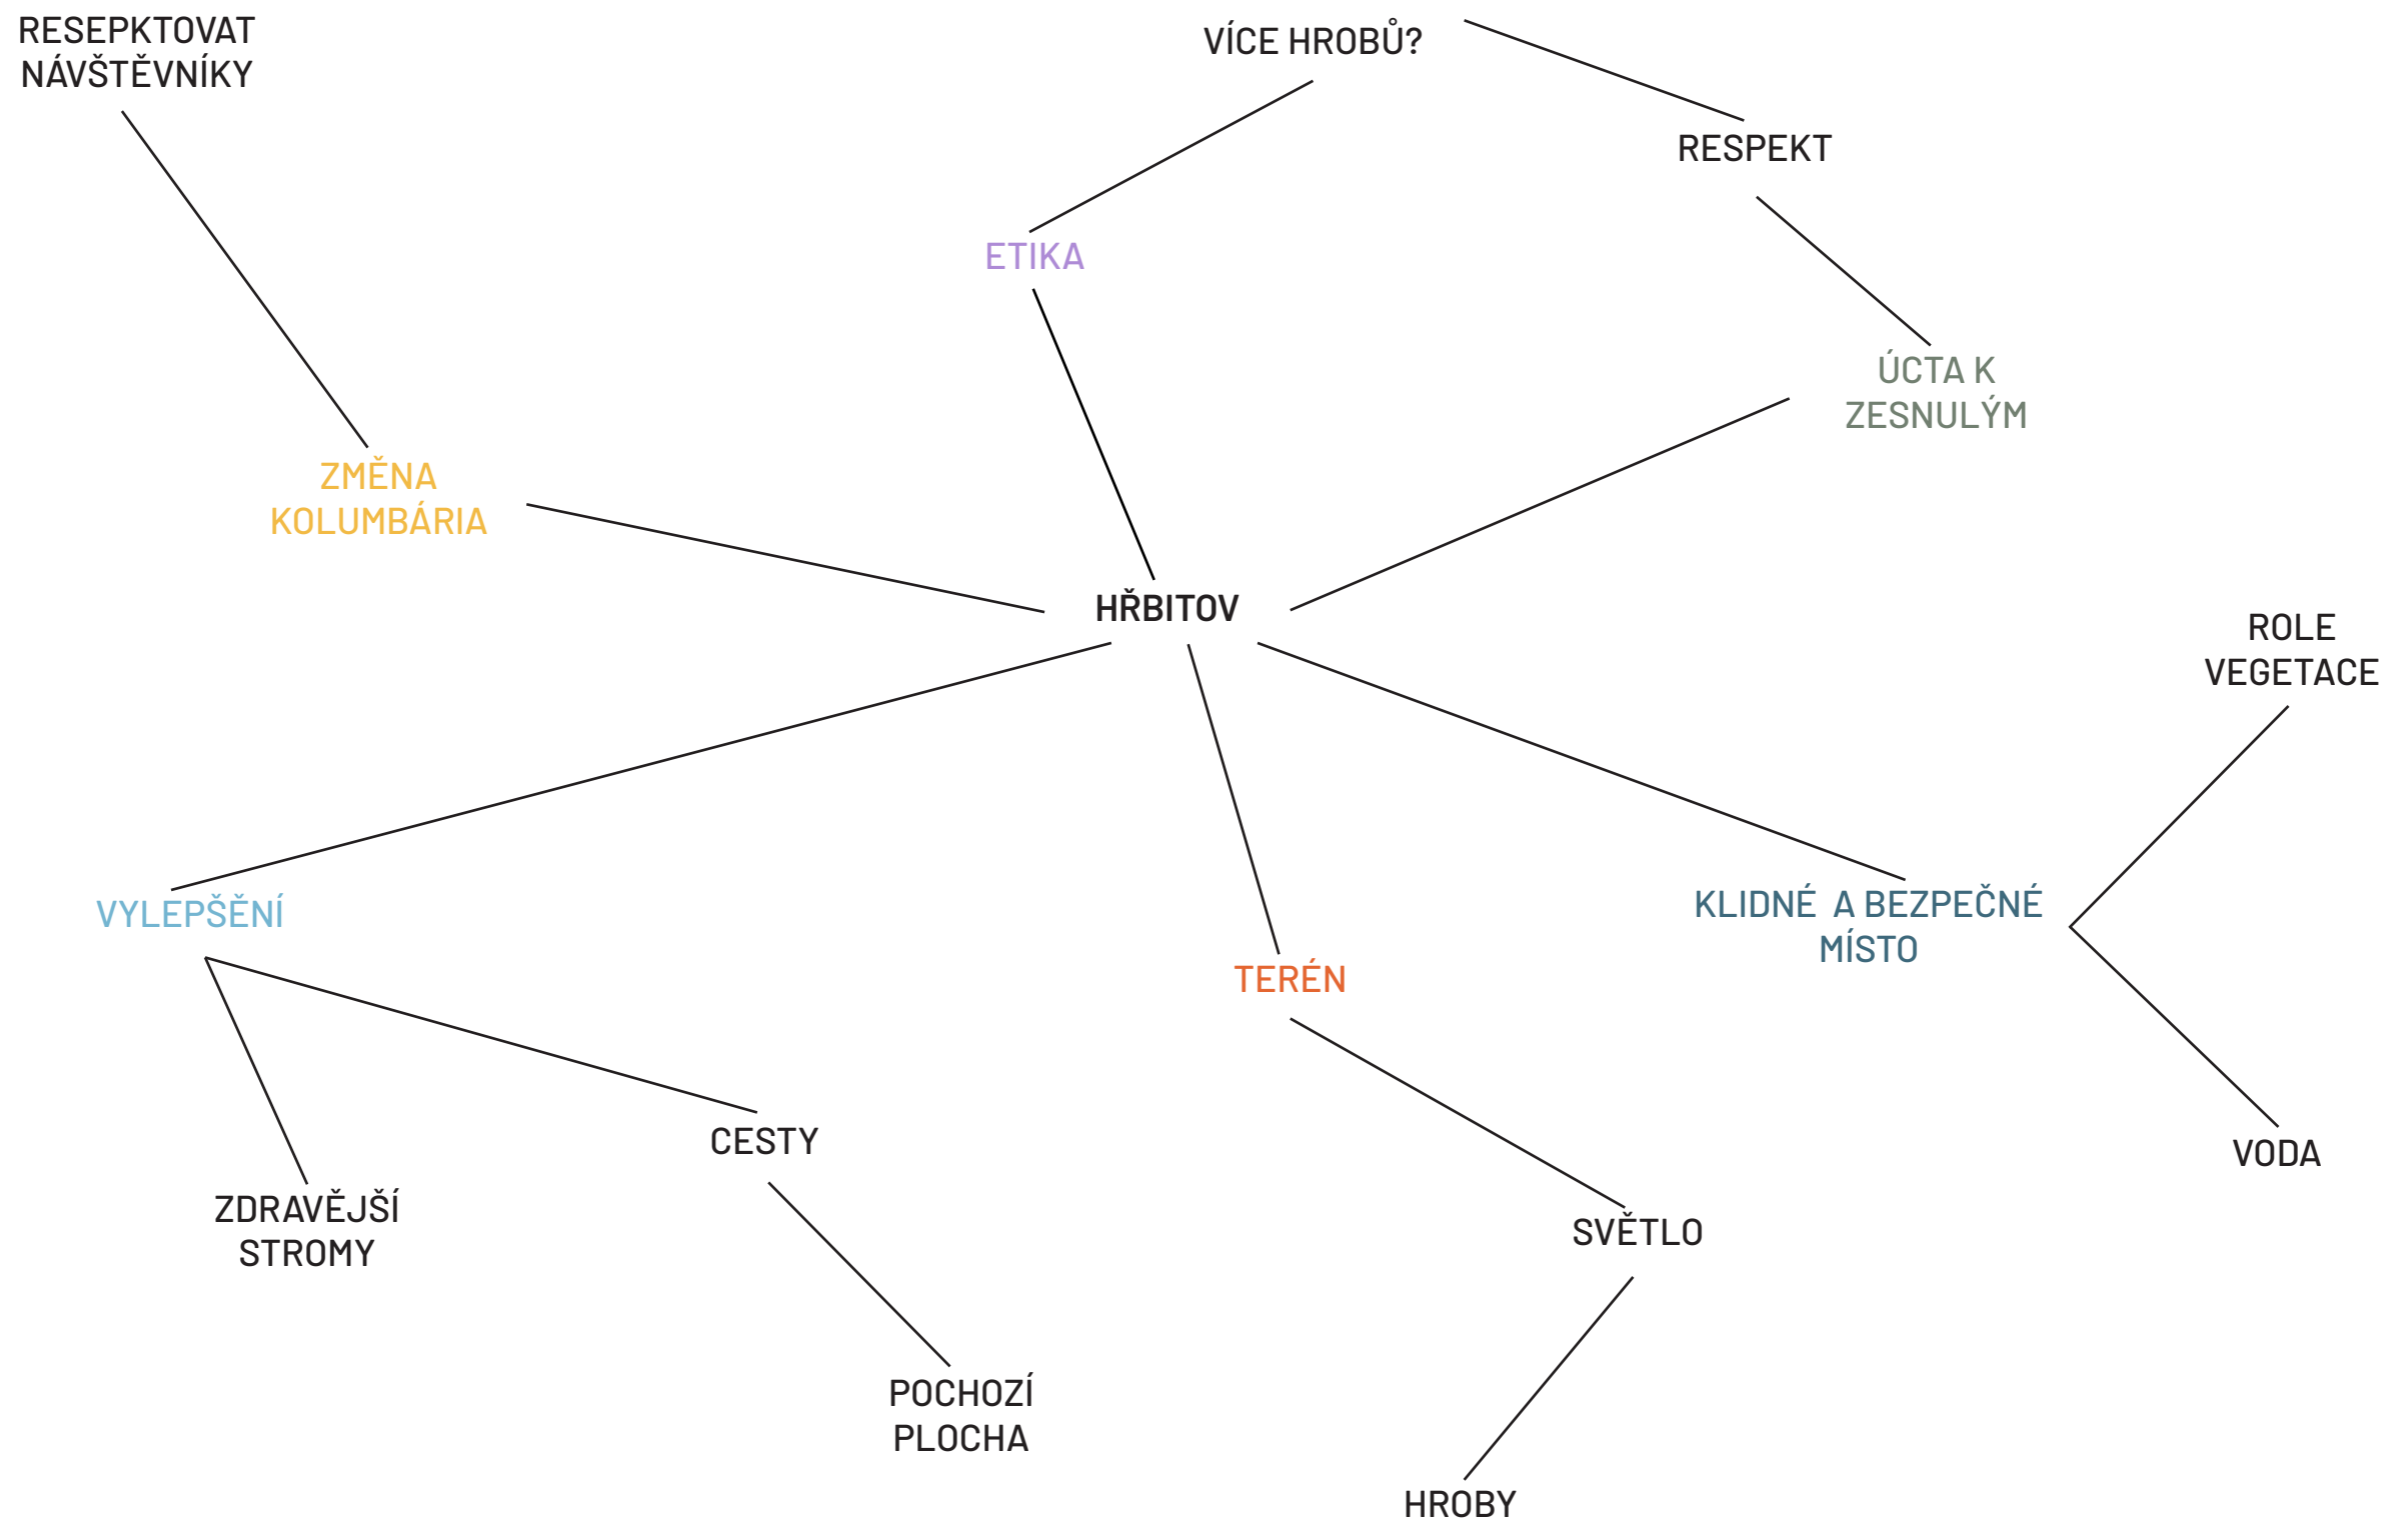 RESEPKTOVAT
NÁVŠTĚVNÍKY
VÍCE HROBŮ?
RESPEKT
ETIKA
ÚCTA K
ZESNULÝM
ZMĚNA
KOLUMBÁRIA
HŘBITOV
ROLE
VEGETACE
VYLEPŠĚNÍ
KLIDNÉ A BEZPEČNÉ
MÍSTO
TERÉN
CESTY
VODA
ZDRAVĚJŠÍ
STROMY
SVĚTLO
POCHOZÍ
PLOCHA
HROBY